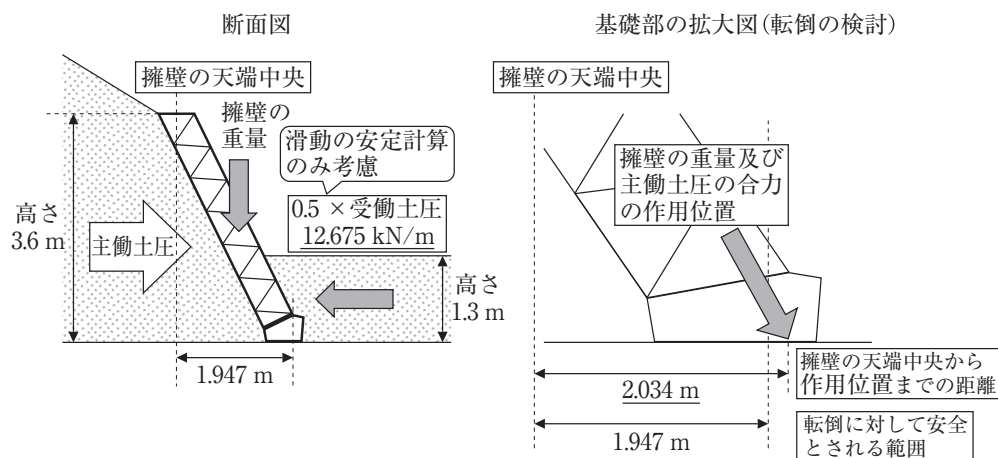 断面図
擁壁の天端中央
擁壁の
重量
滑動の安定計算
のみ考慮
0.5 ×受働土圧
12.675 kN/m
高さ
3.6 m
主働土圧
高さ
1.3 m
1.947 m
基礎部の拡大図(転倒の検討)
擁壁の天端中央
擁壁の重量及び
主働土圧の合力
の作用位置
2.034 m
擁壁の天端中央から
作用位置までの距離
1.947 m
転倒に対して安全
とされる範囲